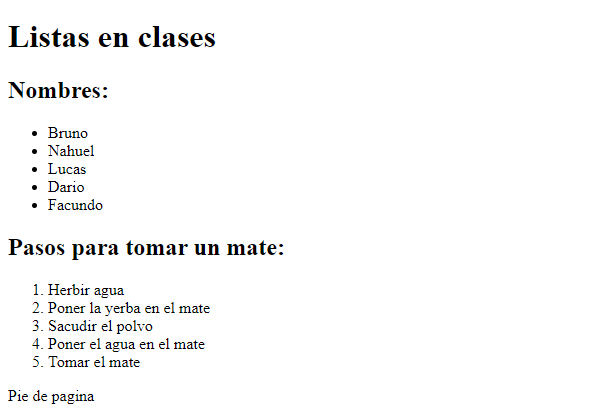 Listas en clases
Nombres:
Bruno
Nahuel
Lucas
Dario
Facundo
Pasos para tomar un mate:
1. Herbir agua
2. Poner la yerba en el mate
3. Sacudir el polvo
4. Poner el agua en el mate
5. Tomar el mate
Pie de pagina